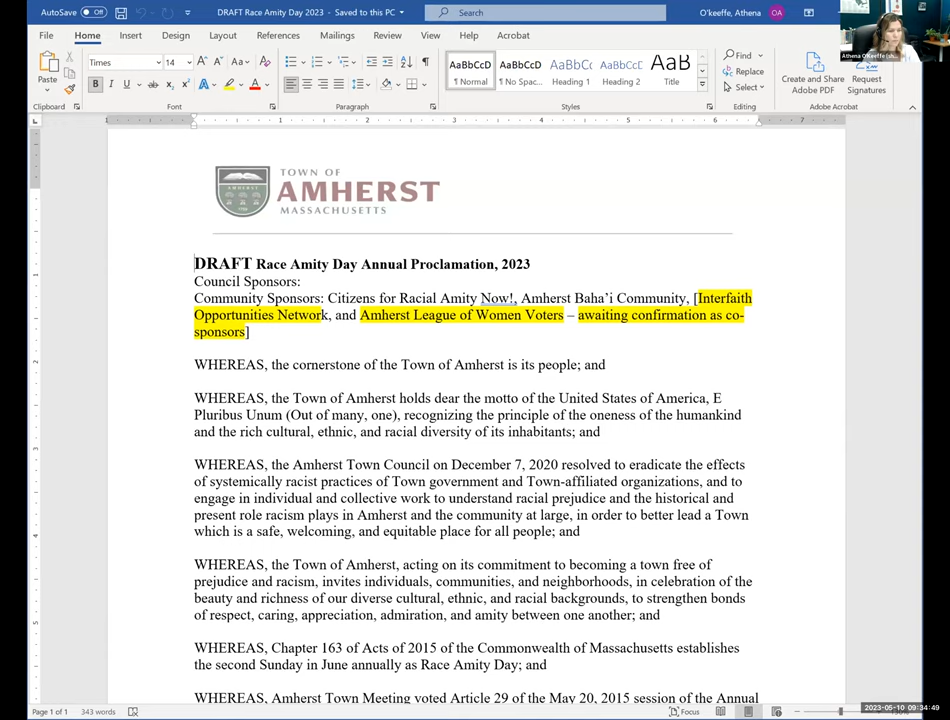 AutoSave Off DRAFT Race Amity Day 2023 - Saved to this PC Search O'keeffe, Athena OA
File Home Insert Design Layout References Mailings Review View Help Acrobat
Athena O'Keeffe
Times 14 Find
Paste Replace Create and Share Request
Select Adobe PDF Signatures
AaBbCcD AaBbCcD AaBbCc AaBbCcC AaB
¶ Normal ¶ No Spac... Heading 1 Heading 2 Title
Clipboard Font Paragraph Styles Editing Adobe Acrobat
TOWN OF
AMHERST
MASSACHUSETTS
DRAFT Race Amity Day Annual Proclamation, 2023
Council Sponsors:
Community Sponsors: Citizens for Racial Amity Now!, Amherst Baha'i Community, [Interfaith
Opportunities Network, and Amherst League of Women Voters – awaiting confirmation as co-
sponsors]
WHEREAS, the cornerstone of the Town of Amherst is its people; and
WHEREAS, the Town of Amherst holds dear the motto of the United States of America, E
Pluribus Unum (Out of many, one), recognizing the principle of the oneness of the humankind
and the rich cultural, ethnic, and racial diversity of its inhabitants; and
WHEREAS, the Amherst Town Council on December 7, 2020 resolved to eradicate the effects
of systemically racist practices of Town government and Town-affiliated organizations, and to
engage in individual and collective work to understand racial prejudice and the historical and
present role racism plays in Amherst and the community at large, in order to better lead a Town
which is a safe, welcoming, and equitable place for all people; and
WHEREAS, the Town of Amherst, acting on its commitment to becoming a town free of
prejudice and racism, invites individuals, communities, and neighborhoods, in celebration of the
beauty and richness of our diverse cultural, ethnic, and racial backgrounds, to strengthen bonds
of respect, caring, appreciation, admiration, and amity between one another; and
WHEREAS, Chapter 163 of Acts of 2015 of the Commonwealth of Massachusetts establishes
the second Sunday in June annually as Race Amity Day; and
WHEREAS, Amherst Town Meeting voted Article 29 of the May 20, 2015 session of the Annual
Page 1 of 1 343 words Focus
2023-05-10 09:34:49